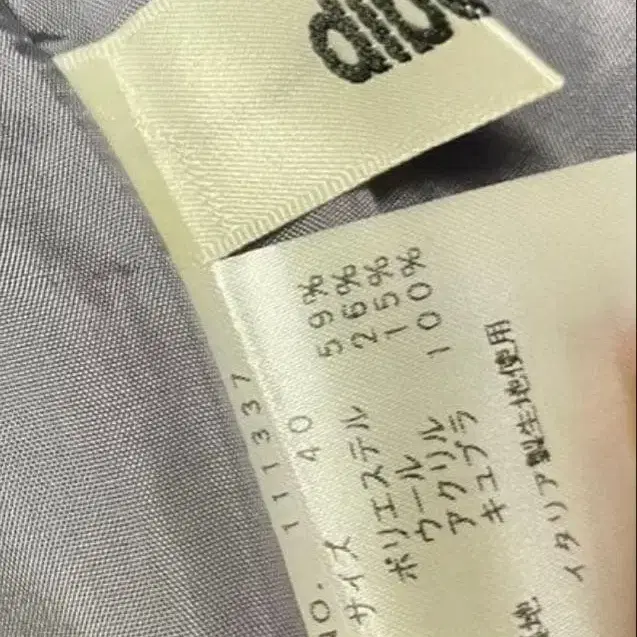 NO. 111337
サイズ 40
ポリエステル 59%
ウール 26%
アクリル 15%
キュプラ 100%
イタリア製生地使用